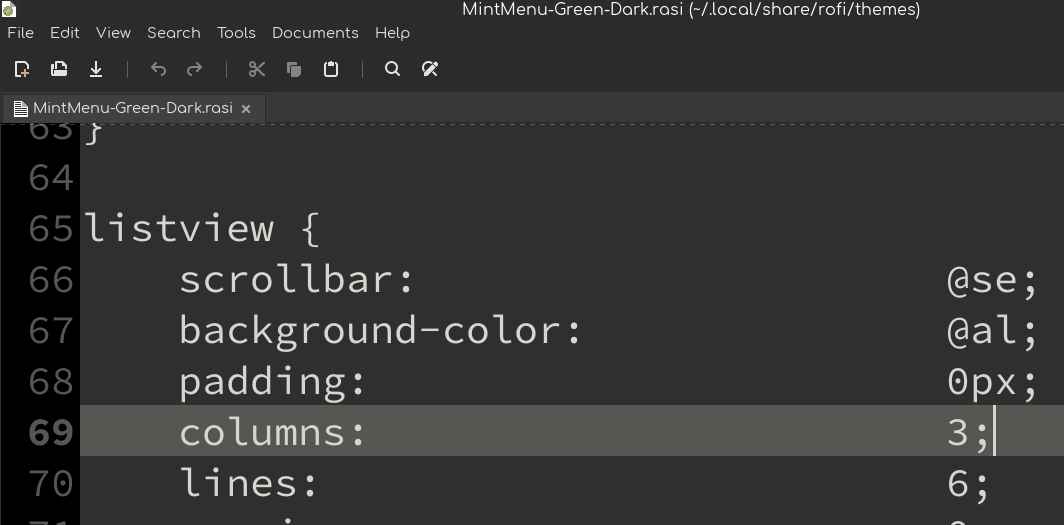 MintMenu-Green-Dark.rasi (~/.local/share/rofi/themes)
File Edit View Search Tools Documents Help
MintMenu-Green-Dark.rasi ×
63 }
64
65 listview {
66 scrollbar: @se;
67 background-color: @al;
68 padding: 0px;
69 columns: 3;
70 lines: 6;